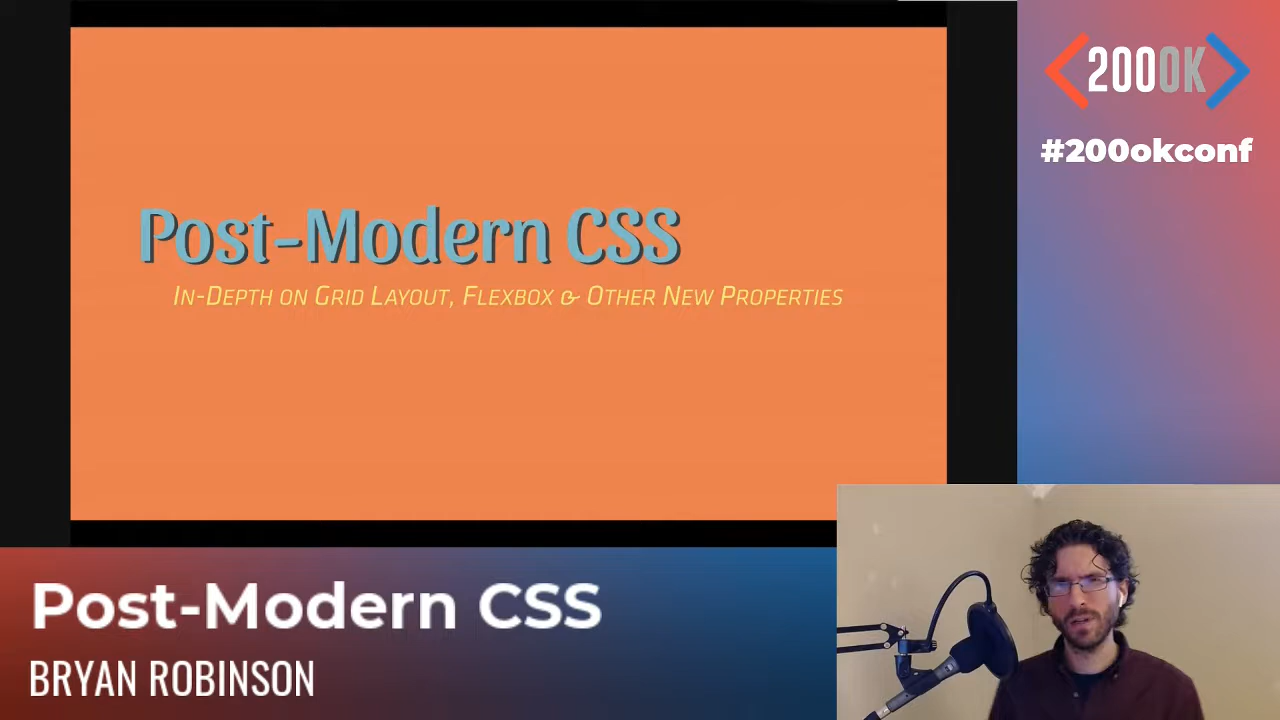 Post-Modern CSS
In-Depth on Grid Layout, Flexbox & Other New Properties
200OK
#200okconf
Post-Modern CSS
BRYAN ROBINSON